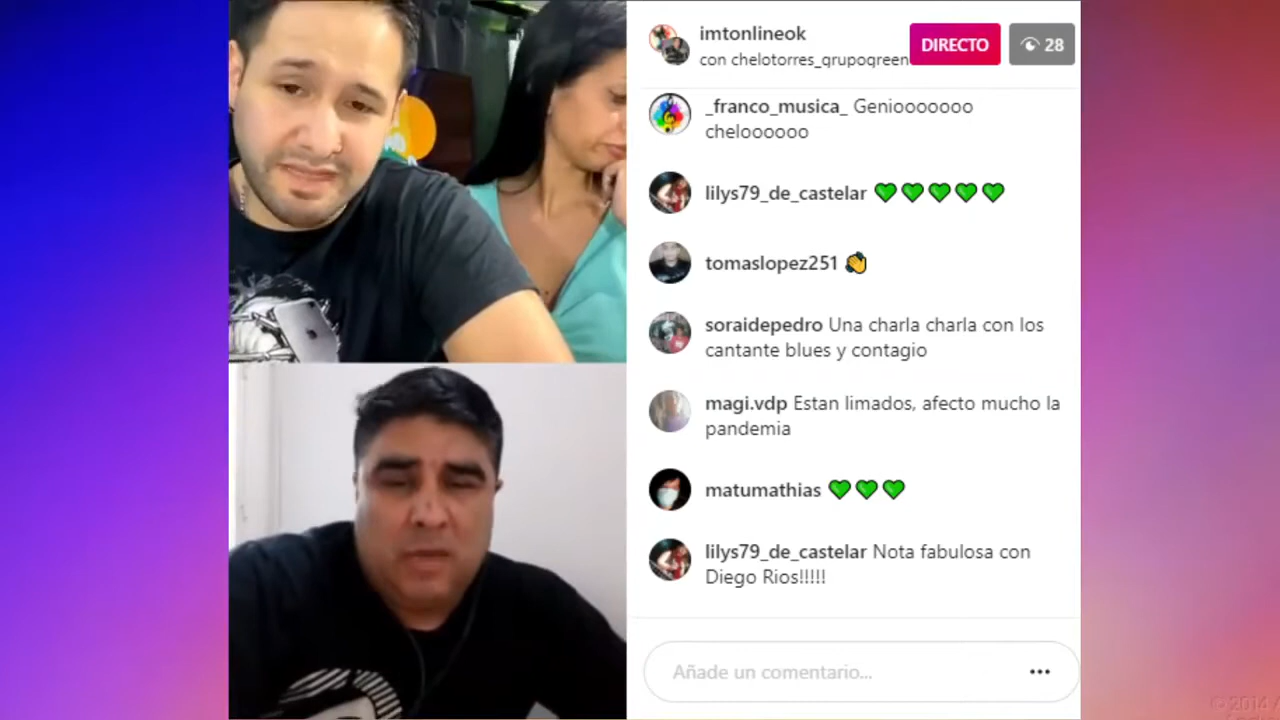 imtonlineok
con chelotorres_grupogreen
DIRECTO
28
_franco_musica_ Geniooooooo
cheloooooo
lilys79_de_castelar 💚💚💚💚💚
tomaslopez251 👏
soraidepedro Una charla charla con los
cantante blues y contagio
magi.vdp Estan limados, afecto mucho la
pandemia
matumathias 💚💚💚
lilys79_de_castelar Nota fabulosa con
Diego Rios!!!!!
Añade un comentario...
© 2014